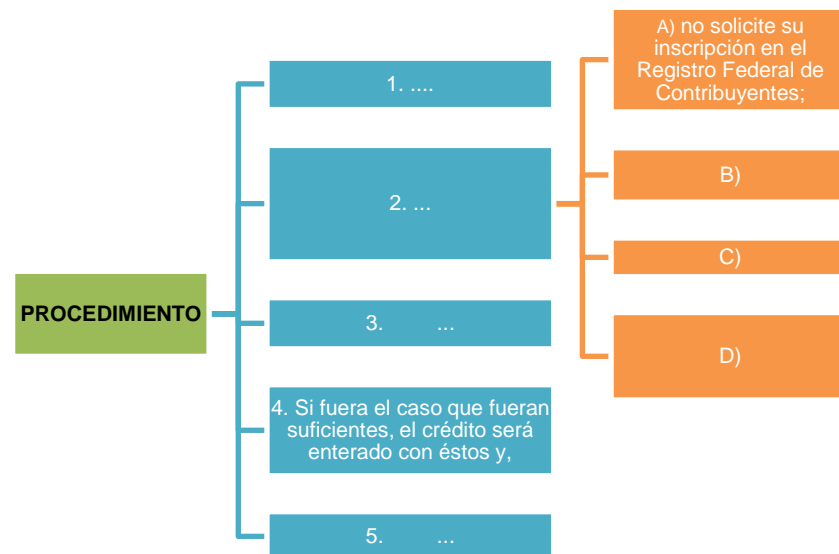 PROCEDIMIENTO
1. ....
2. ...
3. ...
4. Si fuera el caso que fueran
suficientes, el crédito será
enterado con éstos y,
5. ...
A) no solicite su
inscripción en el
Registro Federal de
Contribuyentes;
B)
C)
D)